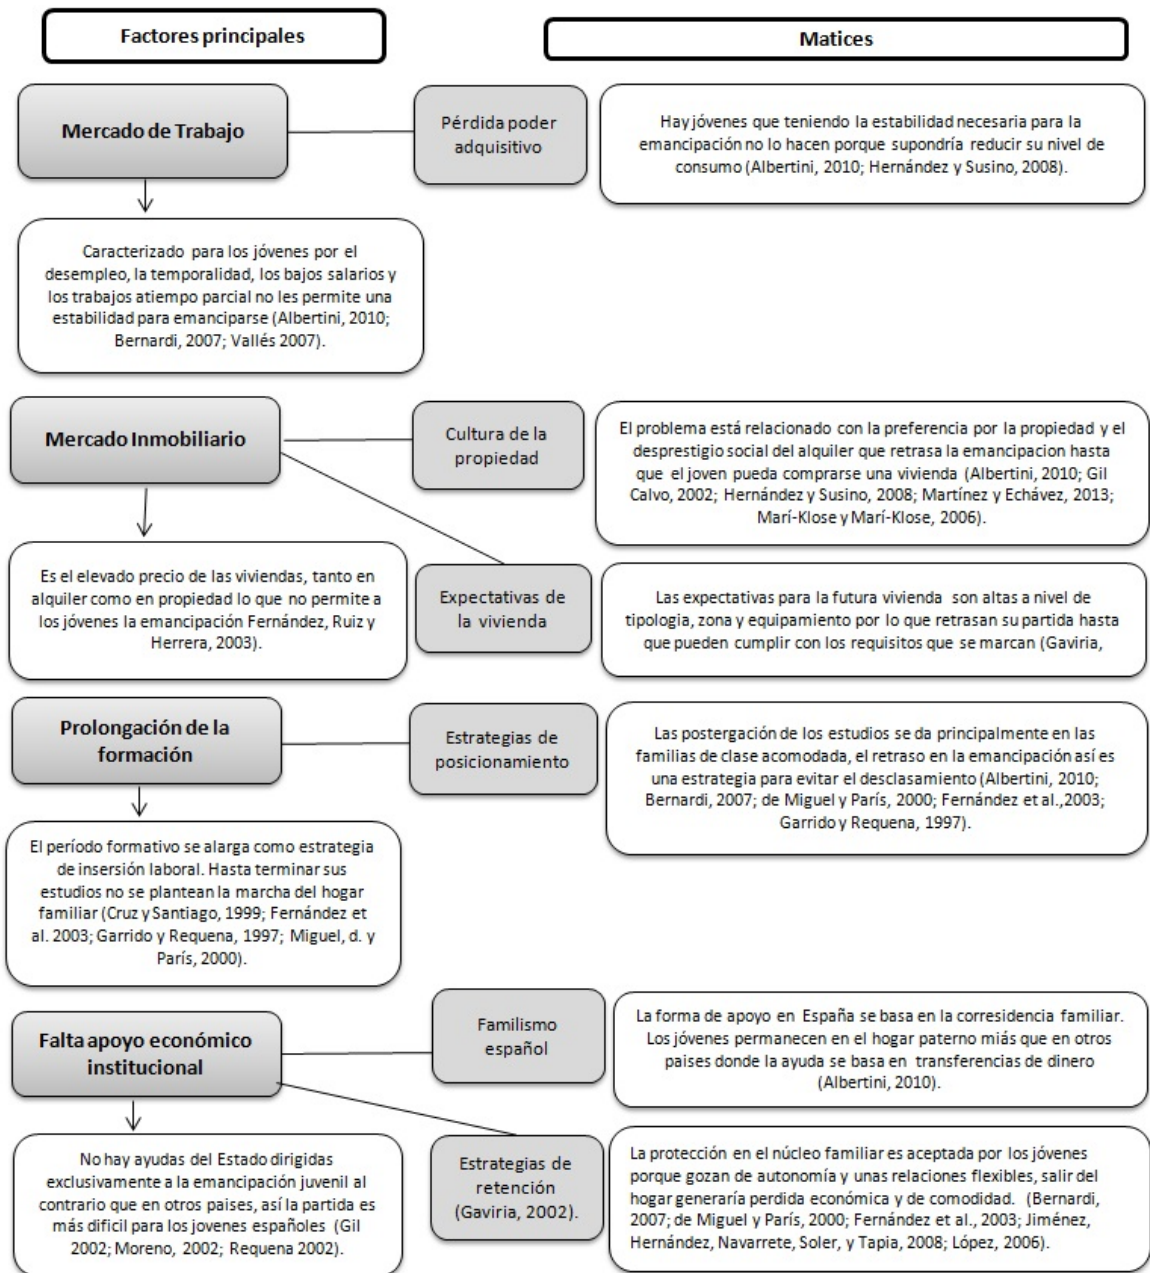 Factores principales
Matices
Mercado de Trabajo
Pérdida poder
adquisitivo
Hay jóvenes que teniendo la estabilidad necesaria para la
emancipación no lo hacen porque supondría reducir su nivel de
consumo (Albertini, 2010; Hernández y Susino, 2008).
Caracterizado para los jóvenes por el
desempleo, la temporalidad, los bajos salarios y
los trabajos atiempo parcial no les permite una
estabilidad para emanciparse (Albertini, 2010;
Bernardi, 2007; Vallés 2007).
Mercado Inmobiliario
Cultura de la
propiedad
El problema está relacionado con la preferencia por la propiedad y el
desprestigio social del alquiler que retrasa la emancipacion hasta
que el joven pueda comprarse una vivienda (Albertini, 2010; Gil
Calvo, 2002; Hernández y Susino, 2008; Martínez y Echávez, 2013;
Marí-Klose y Marí-Klose, 2006).
Es el elevado precio de las viviendas, tanto en
alquiler como en propiedad lo que no permite a
los jóvenes la emancipación Fernández, Ruiz y
Herrera, 2003).
Expectativas de
la vivienda
Las expectativas para la futura vivienda son altas a nivel de
tipologia, zona y equipamiento por lo que retrasan su partida hasta
que pueden cumplir con los requisitos que se marcan (Gaviria,
Prolongación de la
formación
Estrategias de
posicionamiento
Las postergación de los estudios se da principalmente en las
familias de clase acomodada, el retraso en la emancipación así es
una estrategia para evitar el desclasamiento (Albertini, 2010;
Bernardi, 2007; de Miguel y París, 2000; Fernández et al.,2003;
Garrido y Requena, 1997).
El período formativo se alarga como estrategia
de insersión laboral. Hasta terminar sus
estudios no se plantean la marcha del hogar
familiar (Cruz y Santiago, 1999; Fernández et
al. 2003; Garrido y Requena, 1997; Miguel, d. y
París, 2000).
Falta apoyo económico
institucional
Familismo
español
La forma de apoyo en España se basa en la corresidencia familiar.
Los jóvenes permanecen en el hogar paterno miás que en otros
paises donde la ayuda se basa en transferencias de dinero
(Albertini, 2010).
No hay ayudas del Estado dirigidas
exclusivamente a la emancipación juvenil al
contrario que en otros paises, así la partida es
más dificil para los jovenes españoles (Gil
2002; Moreno, 2002; Requena 2002).
Estrategias de
retención
(Gaviria, 2002).
La protección en el núcleo familiar es aceptada por los jóvenes
porque gozan de autonomía y unas relaciones flexibles, salir del
hogar generaría perdida económica y de comodidad. (Bernardi,
2007; de Miguel y París, 2000; Fernández et al., 2003; Jiménez,
Hernández, Navarrete, Soler, y Tapia, 2008; López, 2006).